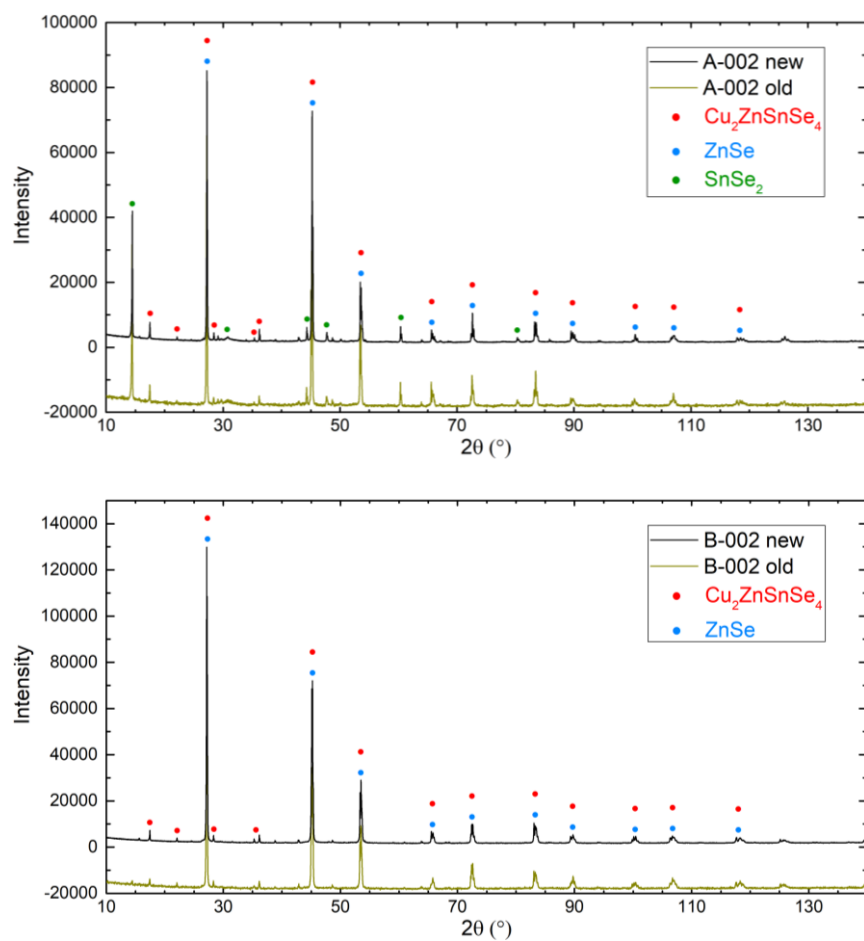 100000
80000
60000
40000
20000
0
-20000
Intensity
A-002 new
A-002 old
Cu₂ZnSnSe₄
ZnSe
SnSe₂
10 30 50 70 90 110 130
2θ (°)
140000
120000
100000
80000
60000
40000
20000
0
-20000
Intensity
B-002 new
B-002 old
Cu₂ZnSnSe₄
ZnSe
10 30 50 70 90 110 130
2θ (°)